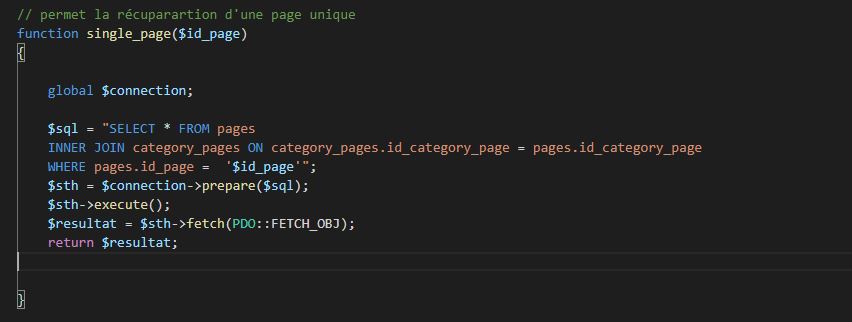 // permet la récuparartion d'une page unique
function single_page($id_page)
{
global $connection;
$sql = "SELECT * FROM pages
INNER JOIN category_pages ON category_pages.id_category_page = pages.id_category_page
WHERE pages.id_page =  '$id_page'";
$sth = $connection->prepare($sql);
$sth->execute();
$resultat = $sth->fetch(PDO::FETCH_OBJ);
return $resultat;
}